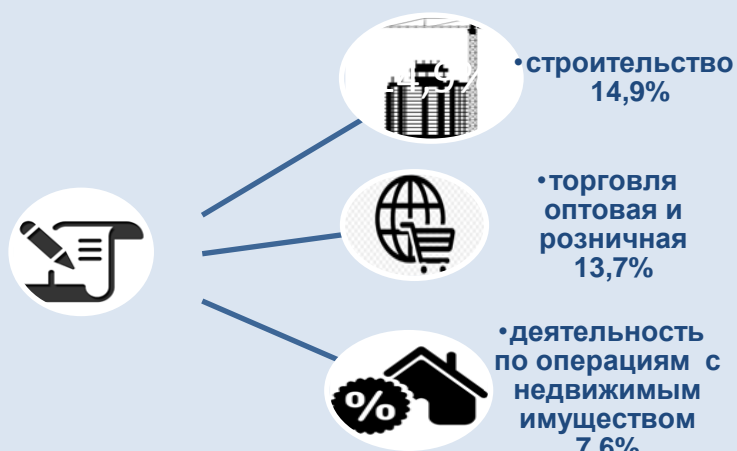 •строительство
14,9%
•торговля
оптовая и
розничная
13,7%
•деятельность
по операциям с
недвижимым
имуществом
7,6%
%